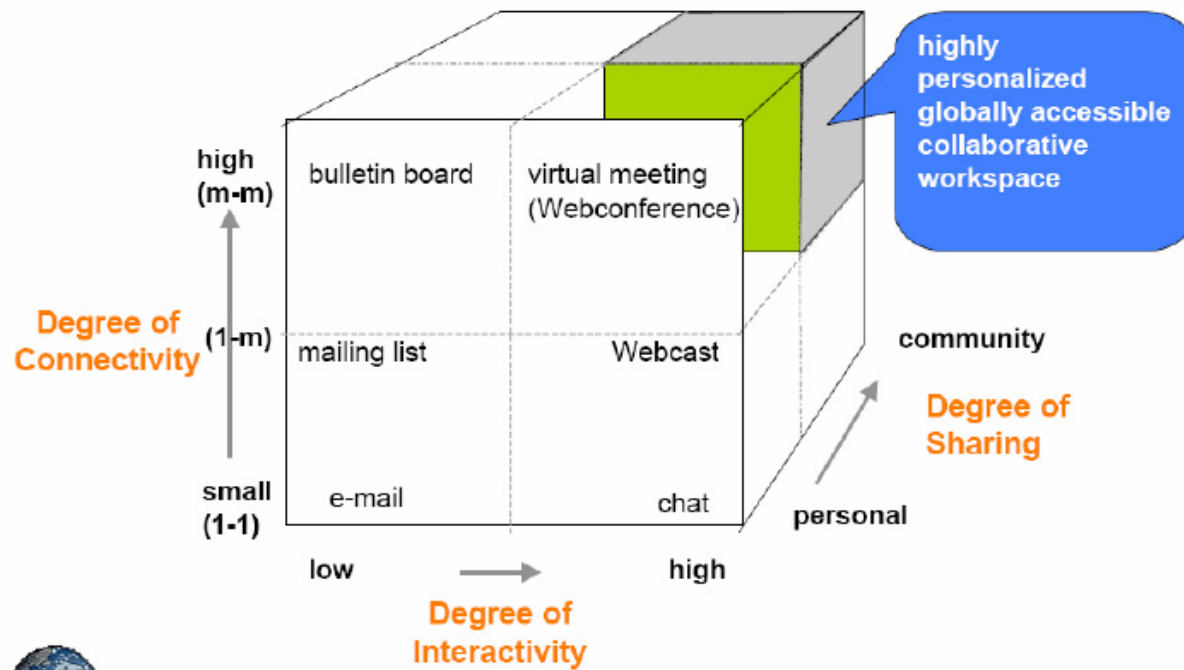 highly
personalized
globally accessible
collaborative
workspace
high
(m-m)
bulletin board
virtual meeting
(Webconference)
Degree of
Connectivity
(1-m)
mailing list
Webcast
community
Degree of
Sharing
small
(1-1)
e-mail
chat
personal
low
high
Degree of
Interactivity